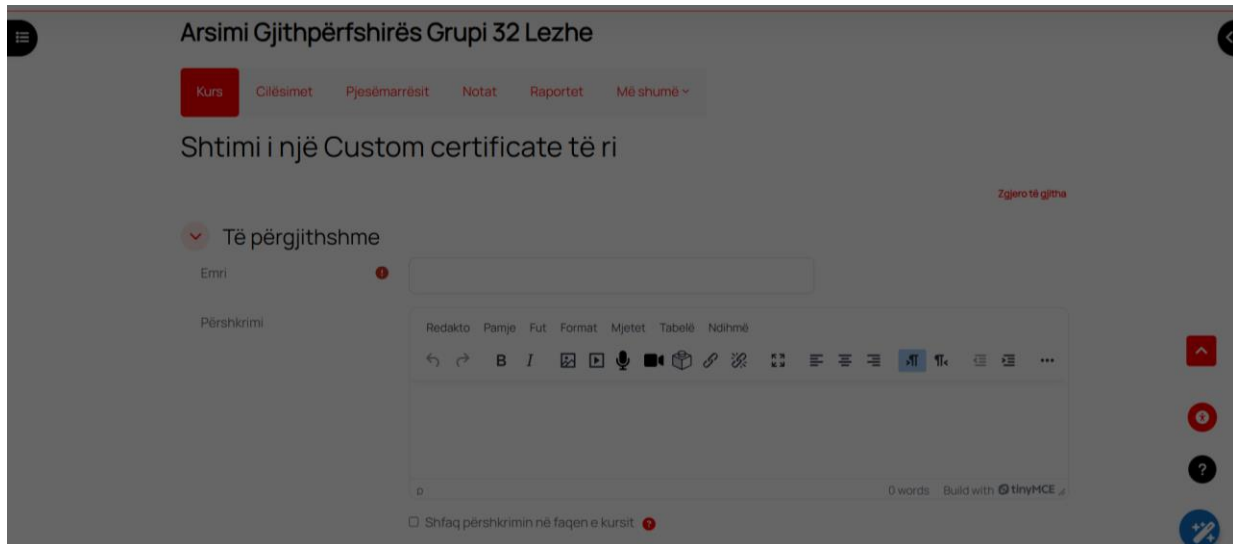 Arsimi Gjithpërfshirës Grupi 32 Lezhe
Kurs Cilësimet Pjesëmarrësit Notat Raportet Më shumë
Shtimi i një Custom certificate të ri
Zgjero të gjitha
Të përgjithshme
Emri
Përshkrimi
Redakto Pamje Fut Format Mjetet Tabelë Ndihmë
B I
p
0 words Build with tinyMCE
Shfaq përshkrimin në faqen e kursit